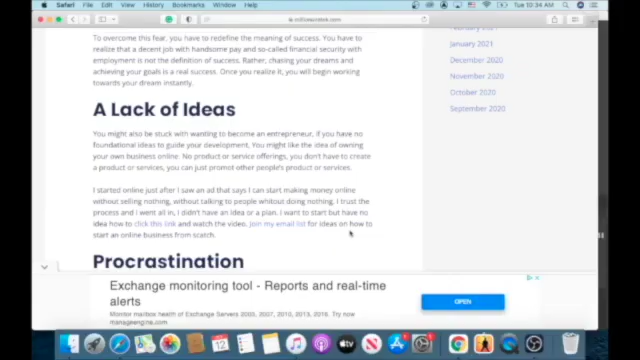 Safari File Edit View History Bookmarks Window Help
Tue 10:34 AM
To overcome this fear, you have to redefine the meaning of success. You have to
realize that a decent job with handsome pay and so-called financial security with
employment is not the definition of success. Rather, chasing your dreams and
achieving your goals is a real success. Once you realize it, you will begin working
towards your dream instantly.
A Lack of Ideas
You might also be stuck with wanting to become an entrepreneur, if you have no
foundational ideas to guide your development, You might like the idea of owning
your own business online. No product or service offerings, you don't have to create
a product or services, you can just promot other people's product or services.
I started online just after I saw an ad that says I can start making money online
without selling nothing, without talking to people whitout doing nothing. I trust the
process and I went all in, I didn't have an idea or a plan. I want to start but have no
idea how to click this link and watch the video. Join my email list for ideas on how to
start an online business from scatch.
Procrastination
January 2021
December 2020
November 2020
October 2020
September 2020
Exchange monitoring tool - Reports and real-time
alerts
Monitor mailbox health of Exchange Servers 2003, 2007, 2010, 2013, 2016. Try now
manageengine.com
OPEN
12